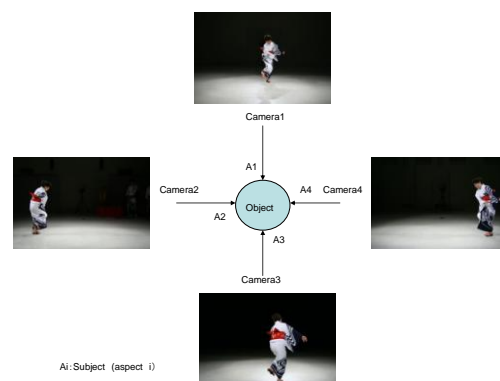 Camera1
A1
Camera2
A4
Camera4
Object
A2
A3
Camera3
Ai:Subject (aspect i)